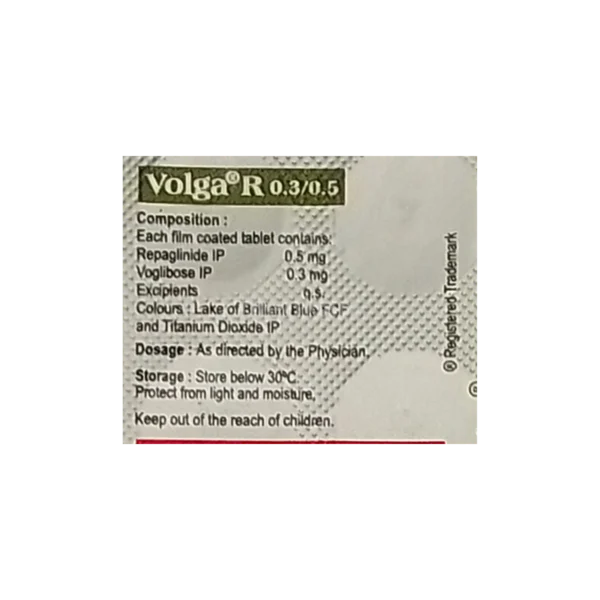 Volga® R 0.3/0.5
Composition :
Each film coated tablet contains:
Repaglinide IP 0.5 mg
Voglibose IP 0.3 mg
Excipients q.s.
Colours : Lake of Brilliant Blue FCF
and Titanium Dioxide IP
Dosage : As directed by the Physician.
Storage : Store below 30ºC.
Protect from light and moisture.
Keep out of the reach of children.
® Registered Trademark